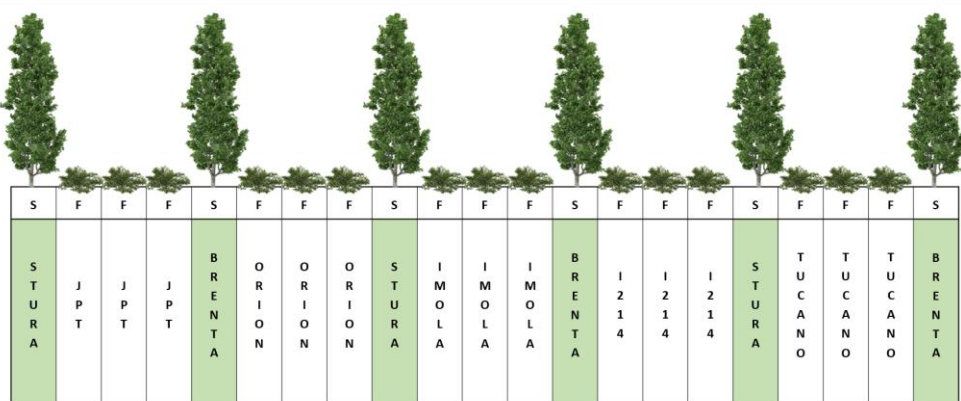 S F F F S F F F S F F F S F F F S F F F S
STURA
JPT
JPT
JPT
BRENTA
ORION
ORION
ORION
STURA
IMOLA
IMOLA
IMOLA
BRENTA
I214
I214
I214
STURA
TUCANO
TUCANO
TUCANO
BRENTA